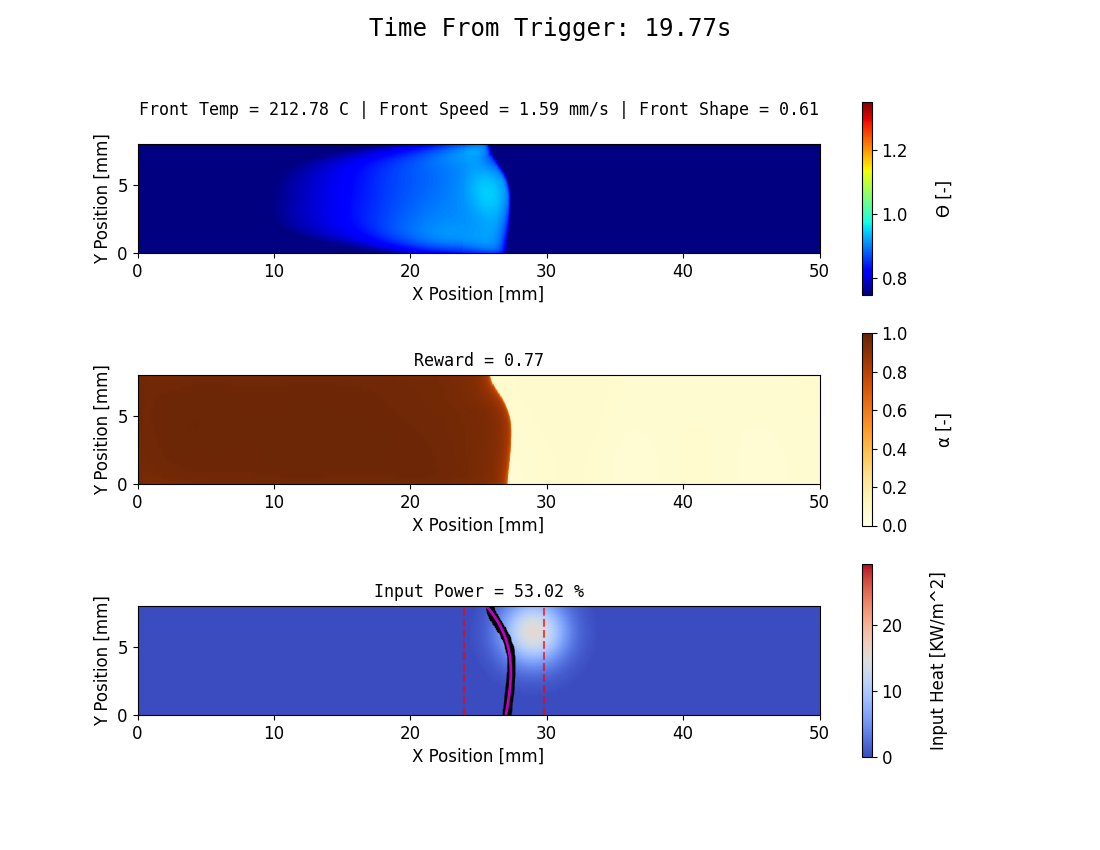 Time From Trigger: 19.77s
Front Temp = 212.78 C | Front Speed = 1.59 mm/s | Front Shape = 0.61
Y Position [mm]
5
0
0 10 20 30 40 50
X Position [mm]
1.2
1.0
0.8
Θ [-]
Reward = 0.77
Y Position [mm]
5
0
0 10 20 30 40 50
X Position [mm]
1.0
0.8
0.6
0.4
0.2
0.0
α [-]
Input Power = 53.02 %
Y Position [mm]
5
0
0 10 20 30 40 50
X Position [mm]
20
10
0
Input Heat [KW/m^2]